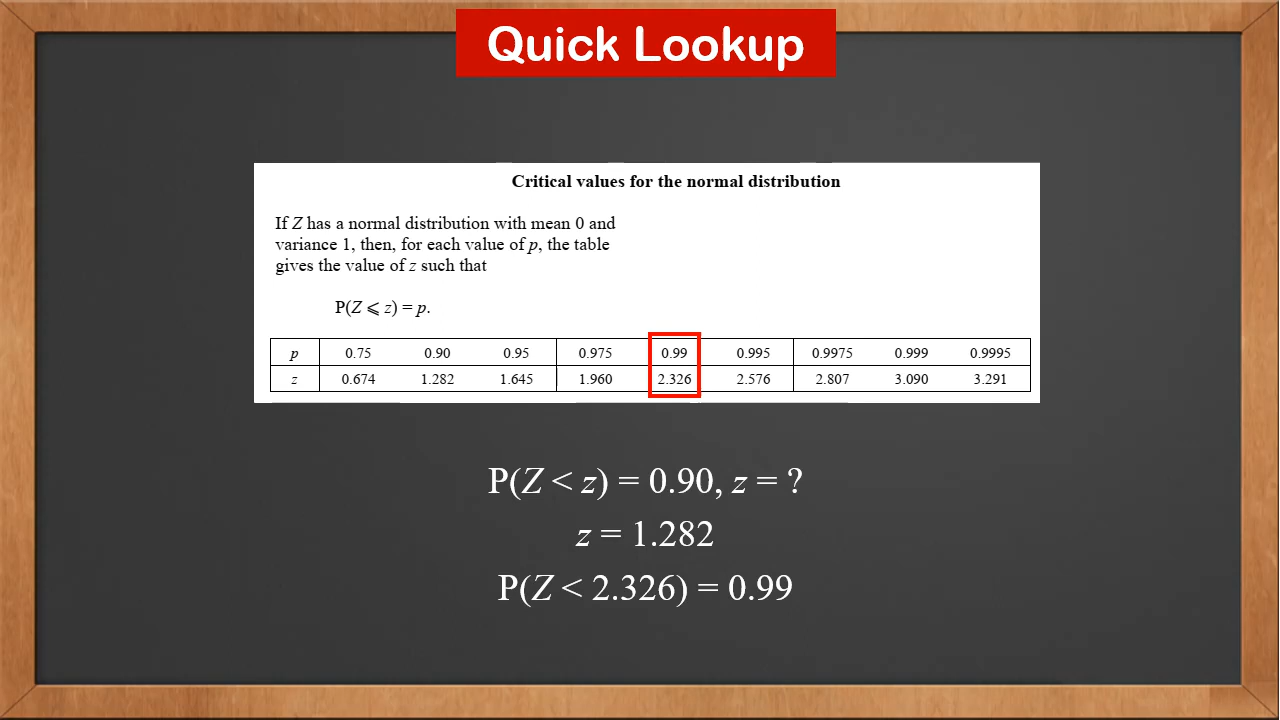 Quick Lookup
Critical values for the normal distribution
If Z has a normal distribution with mean 0 and
variance 1, then, for each value of p, the table
gives the value of z such that
P(Z ⩽ z) = p.
p 0.75 0.90 0.95 0.975 0.99 0.995 0.9975 0.999 0.9995
z 0.674 1.282 1.645 1.960 2.326 2.576 2.807 3.090 3.291
P(Z < z) = 0.90, z = ?
z = 1.282
P(Z < 2.326) = 0.99